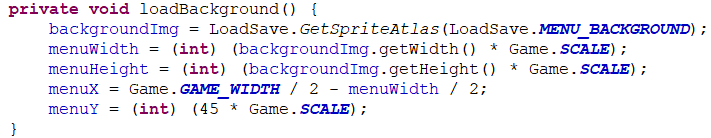 private void loadBackground() {
    backgroundImg = LoadSave.GetSpriteAtlas(LoadSave.MENU_BACKGROUND);
    menuWidth = (int) (backgroundImg.getWidth() * Game.SCALE);
    menuHeight = (int) (backgroundImg.getHeight() * Game.SCALE);
    menuX = Game.GAME_WIDTH / 2 - menuWidth / 2;
    menuY = (int) (45 * Game.SCALE);
}